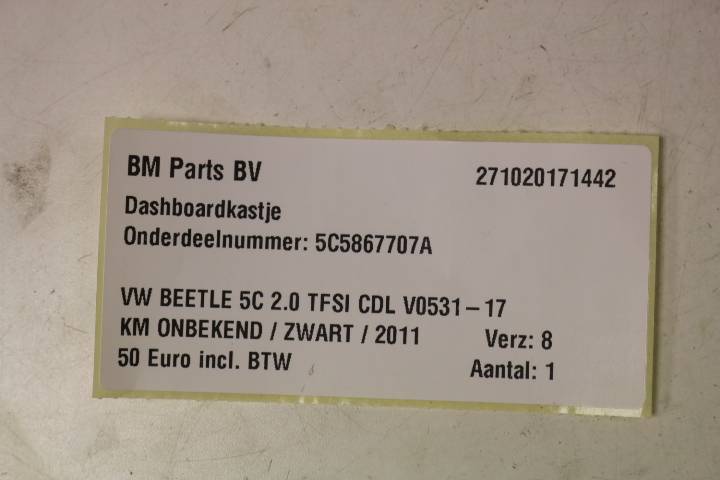 BM Parts BV 271020171442
Dashboardkastje
Onderdeelnummer: 5C5867707A
VW BEETLE 5C 2.0 TFSI CDL V0531-17
KM ONBEKEND / ZWART / 2011 Verz: 8
50 Euro incl. BTW Aantal: 1